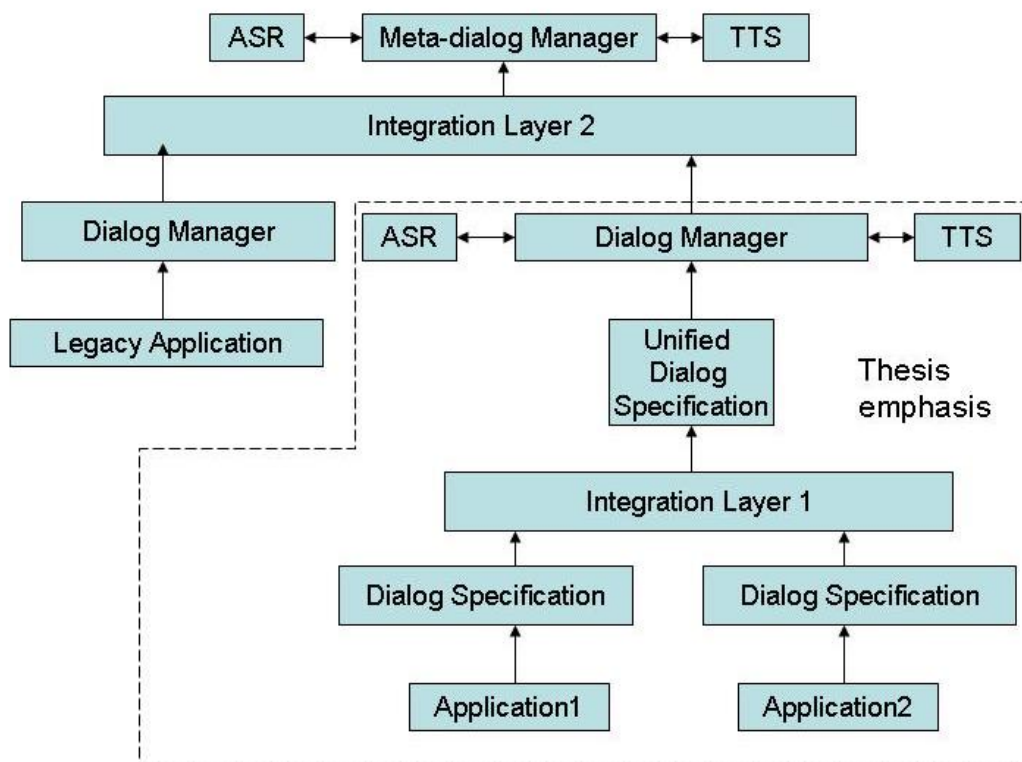 ASR
Meta-dialog Manager
TTS
Integration Layer 2
Dialog Manager
ASR
Dialog Manager
TTS
Legacy Application
Unified
Dialog
Specification
Thesis
emphasis
Integration Layer 1
Dialog Specification
Dialog Specification
Application1
Application2